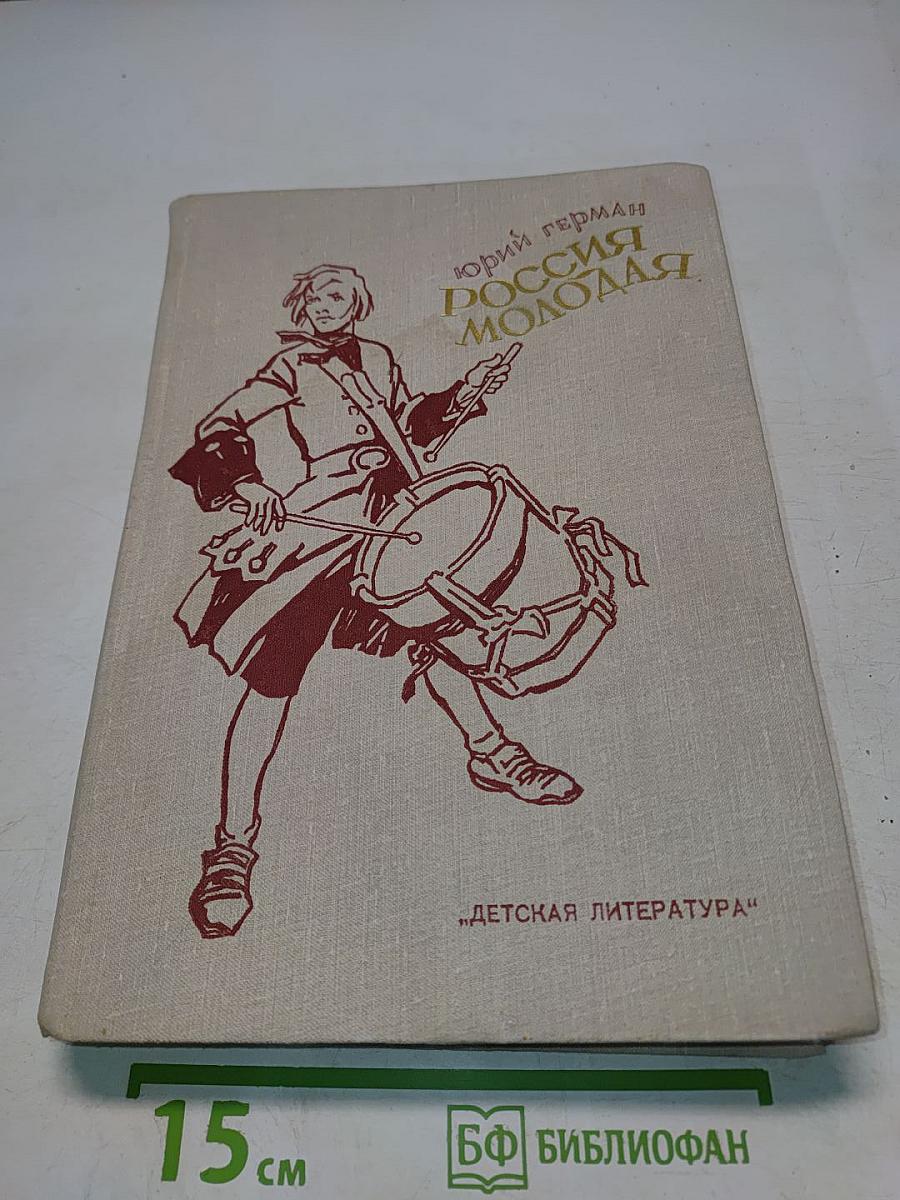 ЮРИЙ ГЕРМАН
РОССИЯ
МОЛОДАЯ
„ДЕТСКАЯ ЛИТЕРАТУРА“
15 см
БФ БИБЛИОФАН